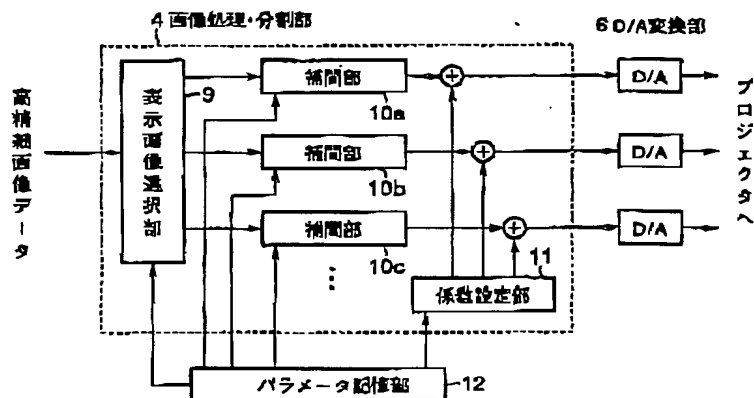 4 画像処理・分割部
6 D/A変換部
高精細画像データ
表示画像選択部
9
補間部
10a
補間部
10b
補間部
10c
係数設定部
11
D/A
D/A
D/A
プロジェクタへ
パラメータ記憶部
12